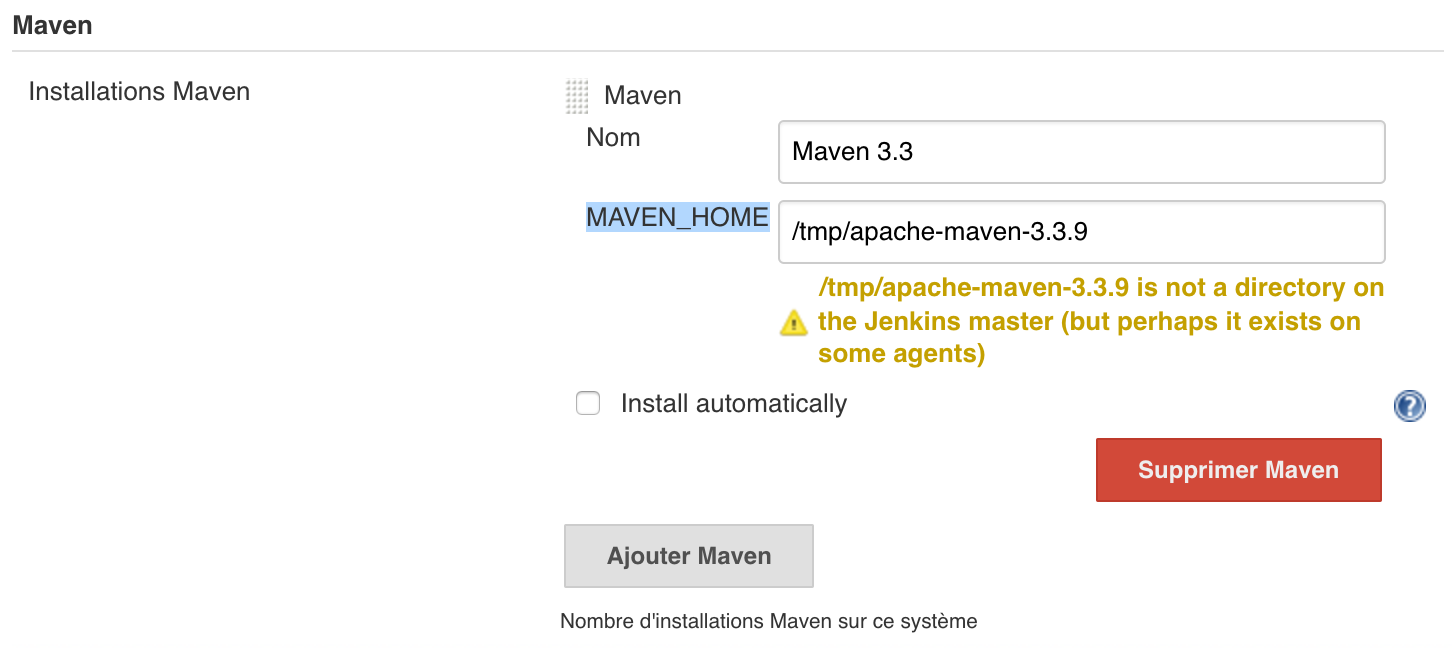 Maven
Installations Maven
Maven
Nom
Maven 3.3
MAVEN_HOME
/tmp/apache-maven-3.3.9
/tmp/apache-maven-3.3.9 is not a directory on
the Jenkins master (but perhaps it exists on
some agents)
Install automatically
?
Supprimer Maven
Ajouter Maven
Nombre d'installations Maven sur ce système